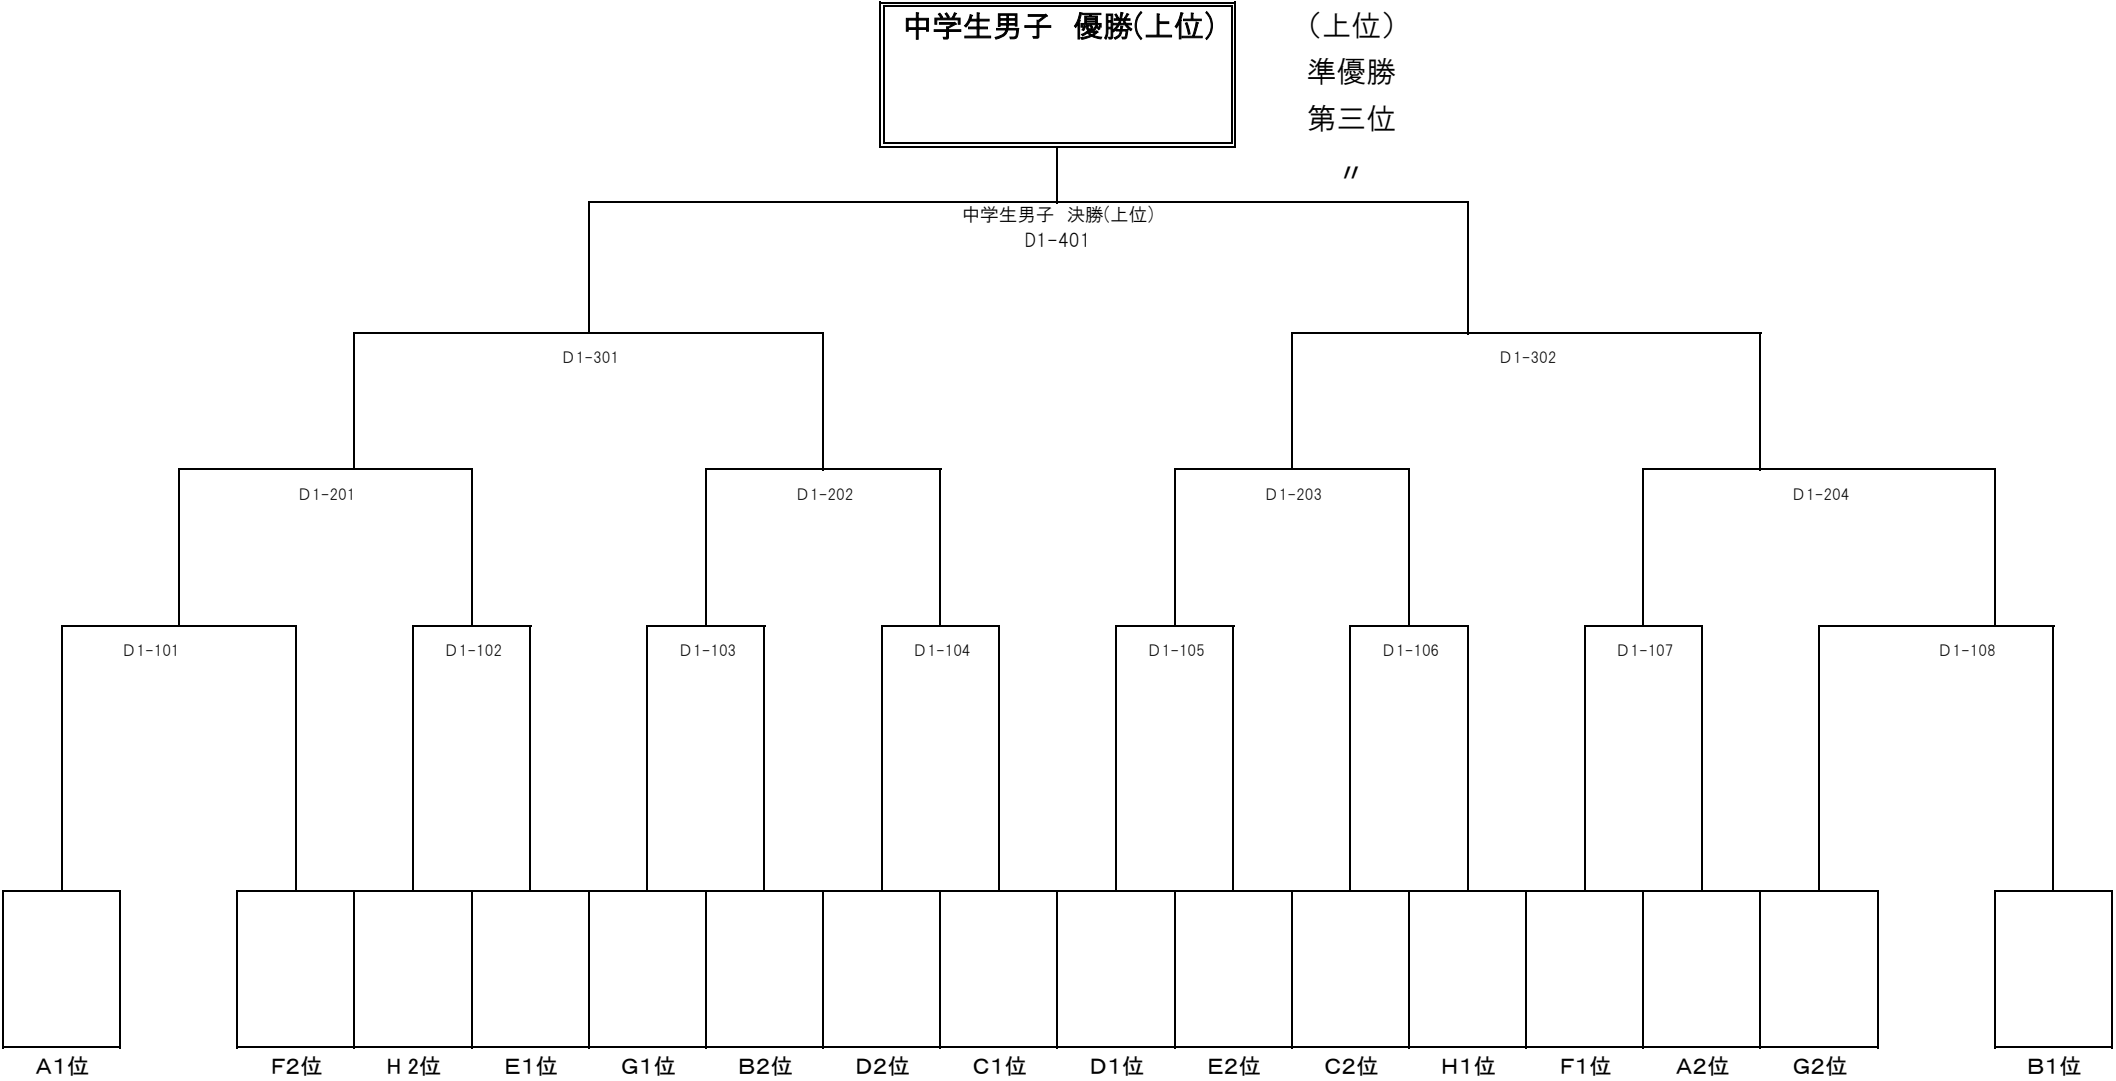 中学生男子　優勝(上位)
（上位）
準優勝
第三位
〃
中学生男子　決勝(上位)
D1-401
D1-301
D1-302
D1-201
D1-202
D1-203
D1-204
D1-101
D1-102
D1-103
D1-104
D1-105
D1-106
D1-107
D1-108
A1位
F2位
H 2位
E1位
G1位
B2位
D2位
C1位
D1位
E2位
C2位
H1位
F1位
A2位
G2位
B1位